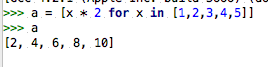 >>> a = [x * 2 for x in [1,2,3,4,5]]
>>> a
[2, 4, 6, 8, 10]